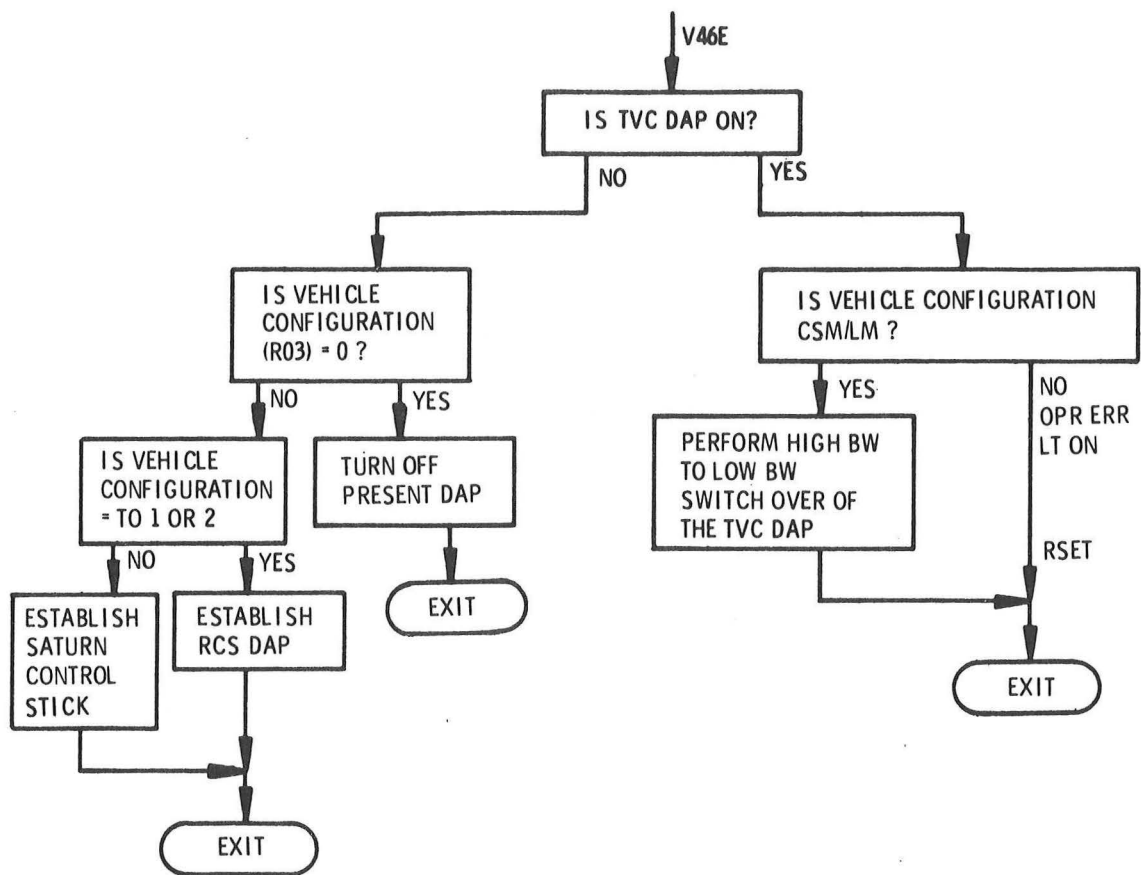 V46E
IS TVC DAP ON?
NO
YES
IS VEHICLE
CONFIGURATION
(R03) = 0 ?
IS VEHICLE CONFIGURATION
CSM/LM ?
NO
YES
YES
NO
OPR ERR
LT ON
IS VEHICLE
CONFIGURATION
= TO 1 OR 2
TURN OFF
PRESENT DAP
PERFORM HIGH BW
TO LOW BW
SWITCH OVER OF
THE TVC DAP
NO
YES
RSET
EXIT
ESTABLISH
SATURN
CONTROL
STICK
ESTABLISH
RCS DAP
EXIT
EXIT